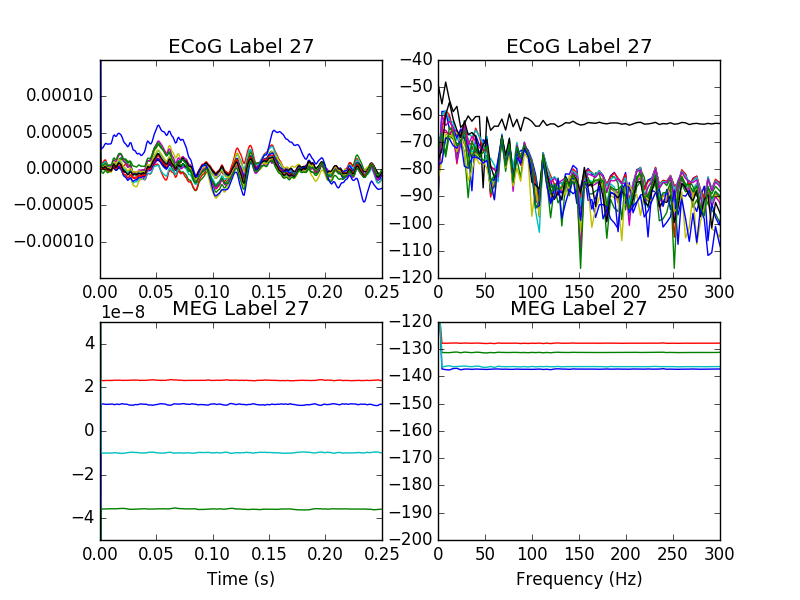 ECoG Label 27
0.00010
0.00005
0.00000
−0.00005
−0.00010
0.00 0.05 0.10 0.15 0.20 0.25
ECoG Label 27
−40
−50
−60
−70
−80
−90
−100
−110
−120
0 50 100 150 200 250 300
MEG Label 27
1e−8
4
2
0
−2
−4
0.00 0.05 0.10 0.15 0.20 0.25
Time (s)
MEG Label 27
−120
−130
−140
−150
−160
−170
−180
−190
−200
0 50 100 150 200 250 300
Frequency (Hz)